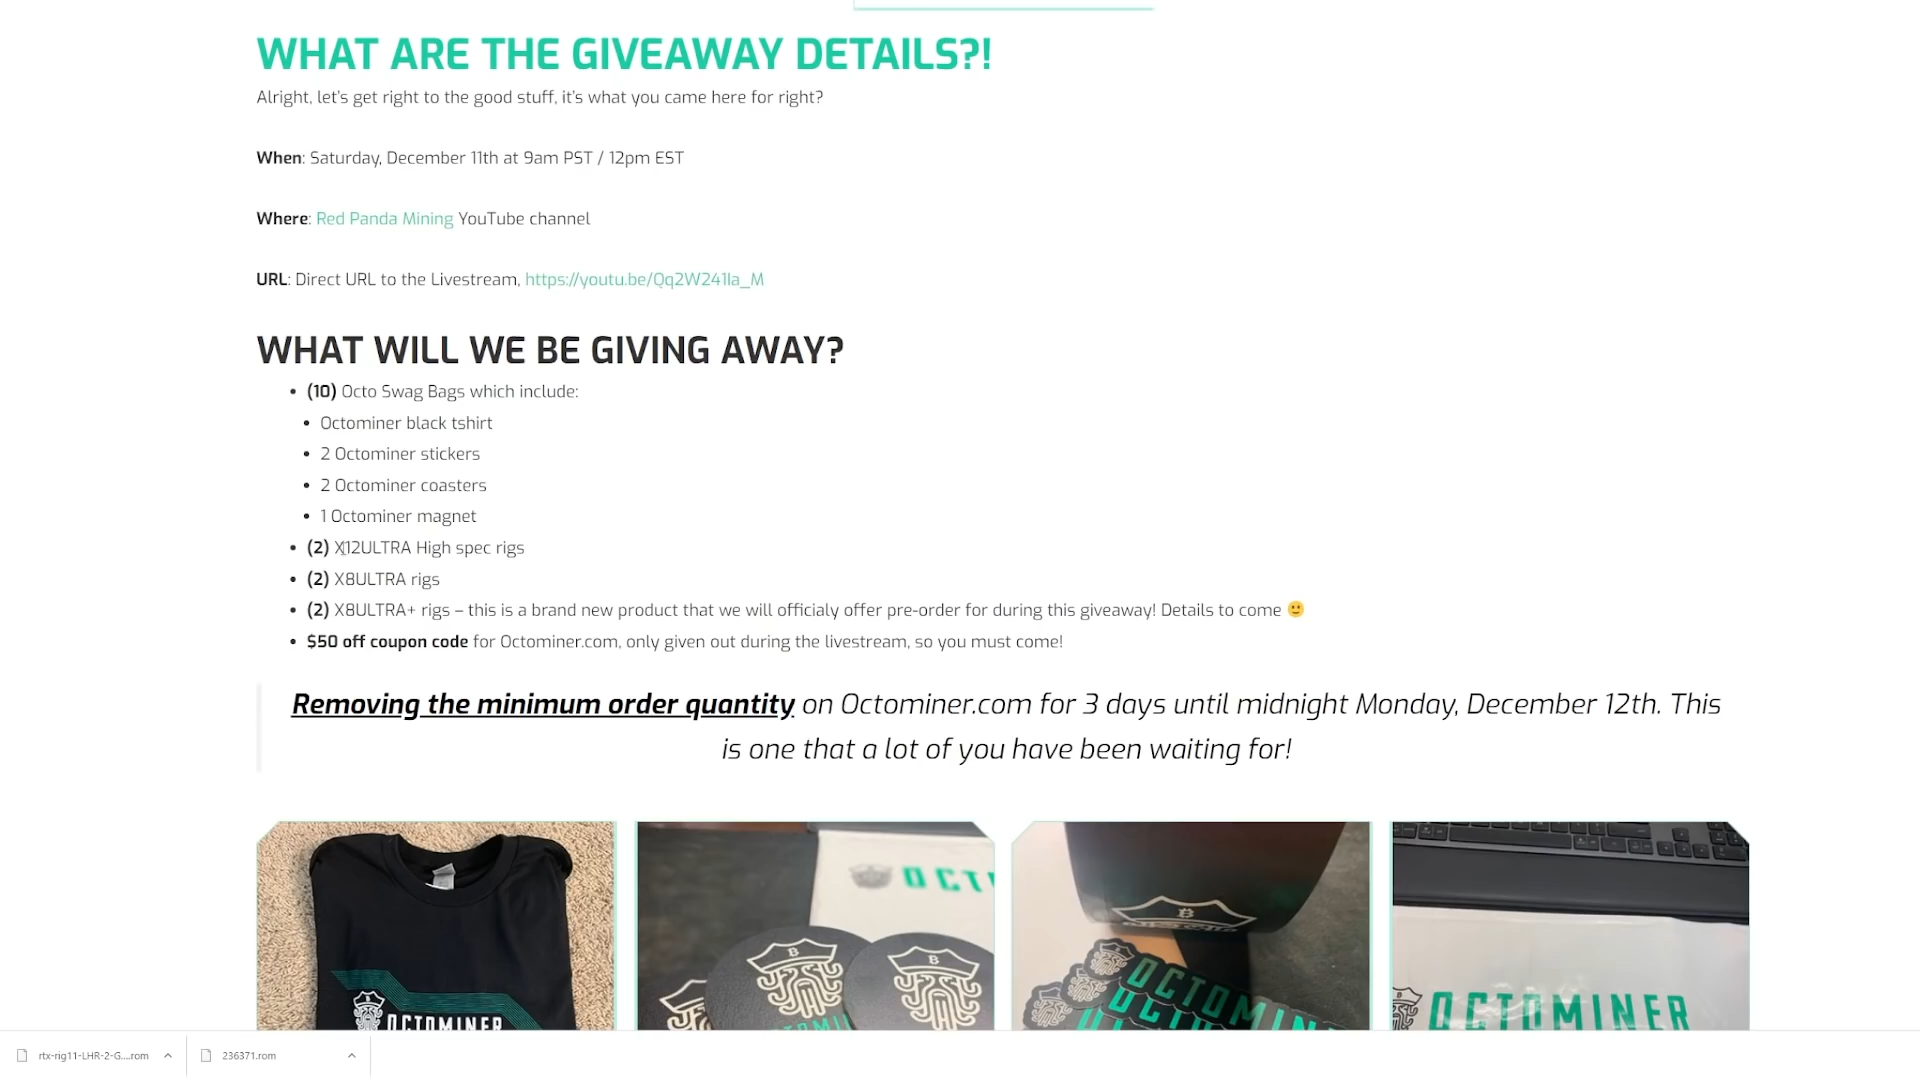 WHAT ARE THE GIVEAWAY DETAILS?!
Alright, let's get right to the good stuff, it's what you came here for right?
When: Saturday, December 11th at 9am PST / 12pm EST
Where: Red Panda Mining YouTube channel
URL: Direct URL to the Livestream, https://youtu.be/Qq2W241Ia_M
WHAT WILL WE BE GIVING AWAY?
(10) Octo Swag Bags which include:
Octominer black tshirt
2 Octominer stickers
2 Octominer coasters
1 Octominer magnet
(2) X12ULTRA High spec rigs
(2) X8ULTRA rigs
(2) X8ULTRA+ rigs – this is a brand new product that we will officialy offer pre-order for during this giveaway! Details to come 🙂
$50 off coupon code for Octominer.com, only given out during the livestream, so you must come!
Removing the minimum order quantity on Octominer.com for 3 days until midnight Monday, December 12th. This
is one that a lot of you have been waiting for!
OCTOMINER
OCTOMINER
rtx-rig11-LHR-2-G....rom
236371.rom